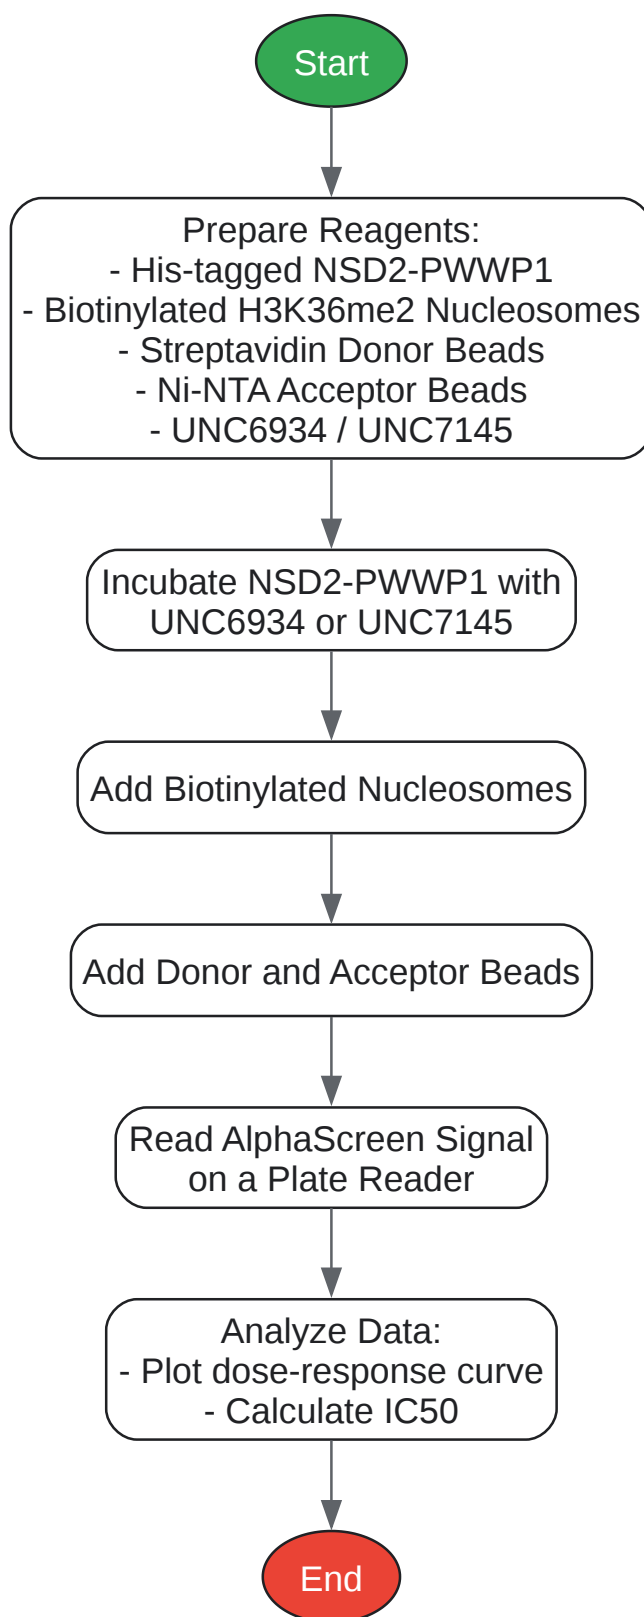 Start
Prepare Reagents:
- His-tagged NSD2-PWWP1
- Biotinylated H3K36me2 Nucleosomes
- Streptavidin Donor Beads
- Ni-NTA Acceptor Beads
- UNC6934 / UNC7145
Incubate NSD2-PWWP1 with
UNC6934 or UNC7145
Add Biotinylated Nucleosomes
Add Donor and Acceptor Beads
Read AlphaScreen Signal
on a Plate Reader
Analyze Data:
- Plot dose-response curve
- Calculate IC50
End